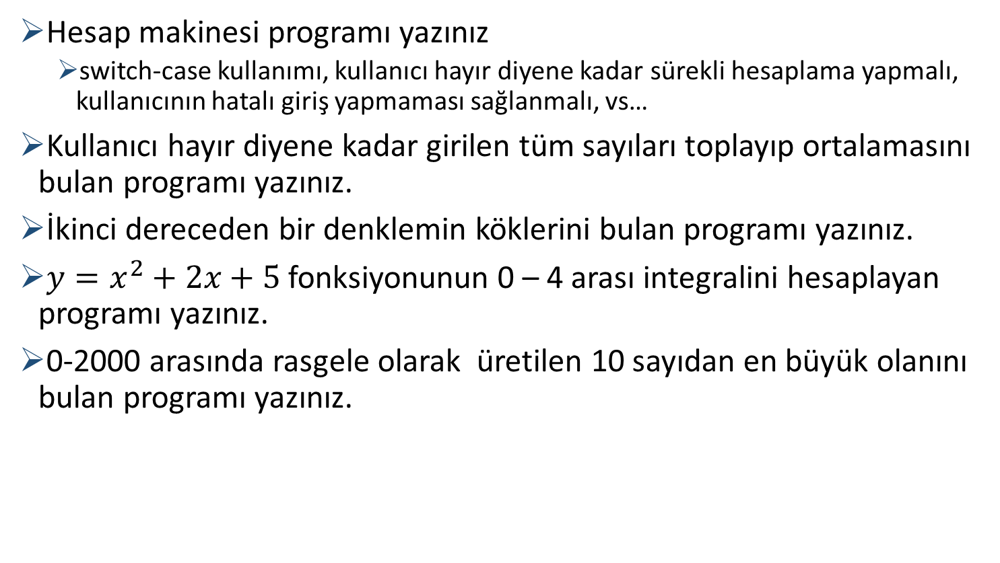 ➢Hesap makinesi programı yazınız
➢switch-case kullanımı, kullanıcı hayır diyene kadar sürekli hesaplama yapmalı,
kullanıcının hatalı giriş yapmaması sağlanmalı, vs…
➢Kullanıcı hayır diyene kadar girilen tüm sayıları toplayıp ortalamasını
bulan programı yazınız.
➢İkinci dereceden bir denklemin köklerini bulan programı yazınız.
➢𝑦 = 𝑥² + 2𝑥 + 5 fonksiyonunun 0 – 4 arası integralini hesaplayan
programı yazınız.
➢0-2000 arasında rasgele olarak  üretilen 10 sayıdan en büyük olanını
bulan programı yazınız.